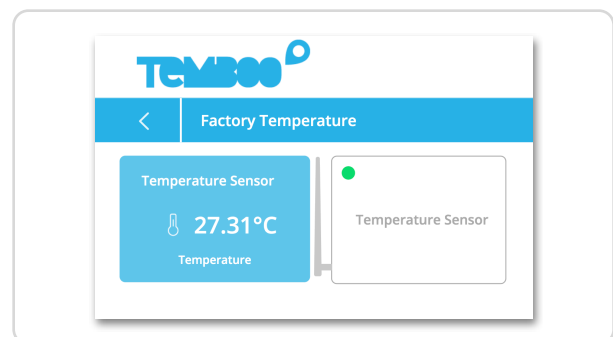 TEMBOO
Factory Temperature
Temperature Sensor
27.31°C
Temperature
Temperature Sensor